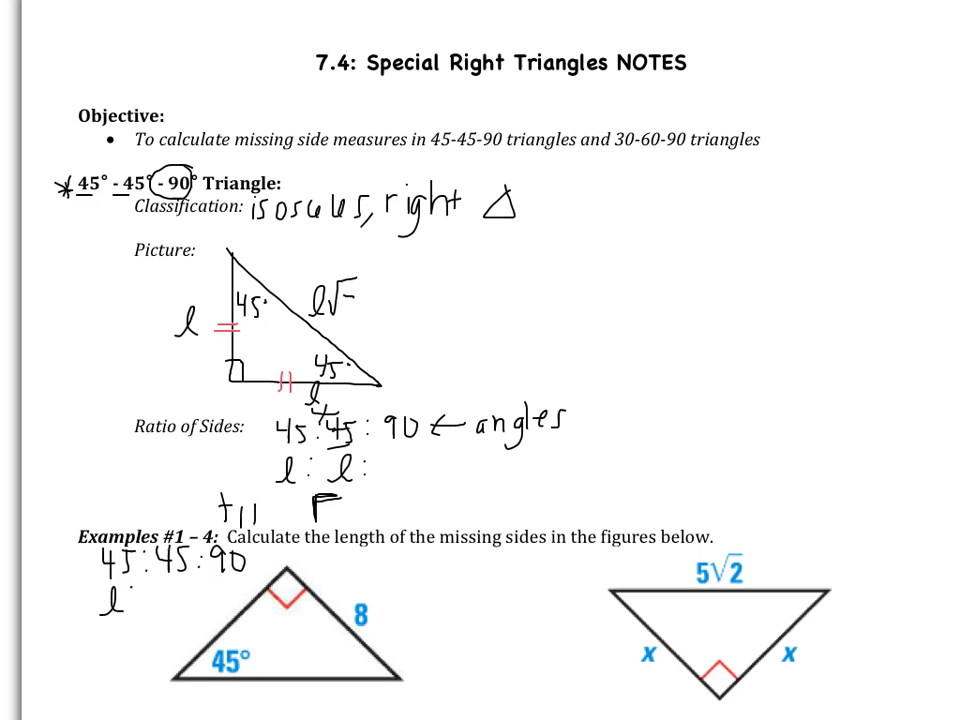 7.4: Special Right Triangles NOTES
Objective:
• To calculate missing side measures in 45-45-90 triangles and 30-60-90 triangles
*45° - 45° - 90° Triangle:
Classification: isosceles, right △
Picture:
45°
l√
l
45°
l
Ratio of Sides: 45 : 45 : 90 ← angles
l : l :
Examples #1 – 4: Calculate the length of the missing sides in the figures below.
45 : 45 : 90
l :
5√2
8
45°
x
x